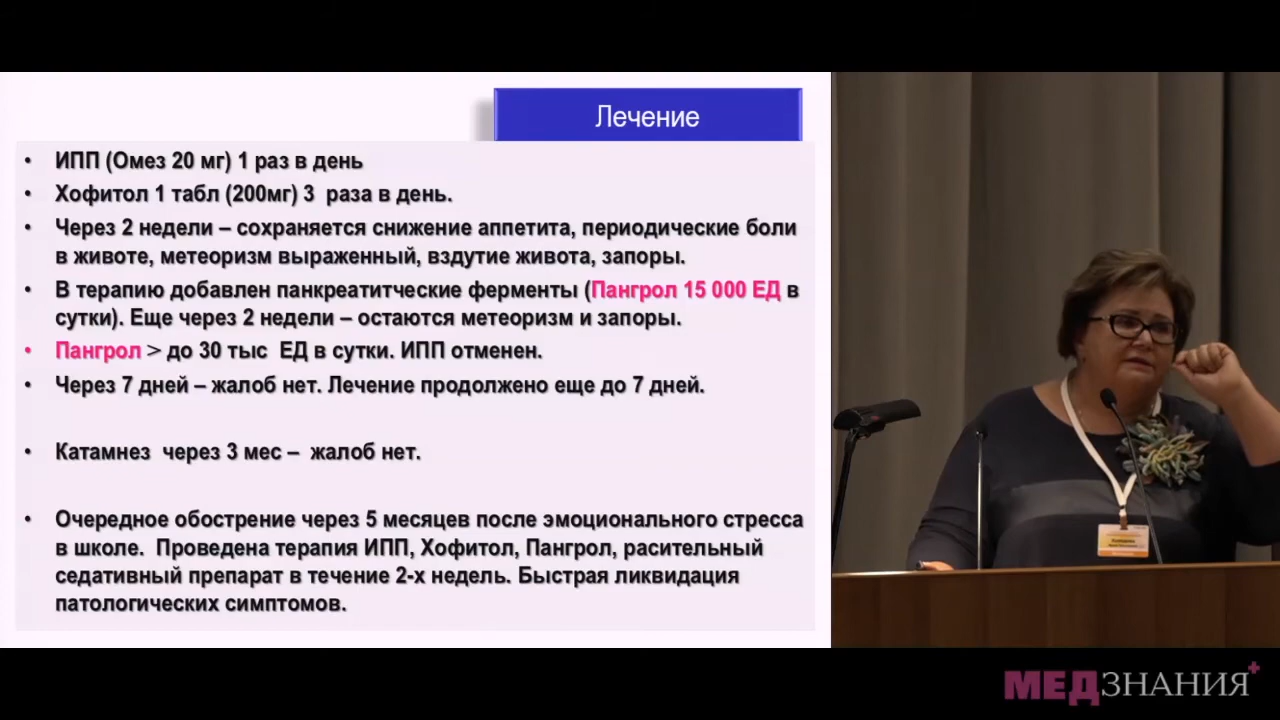 Лечение
• ИПП (Омез 20 мг) 1 раз в день
• Хофитол 1 табл (200мг) 3 раза в день.
• Через 2 недели – сохраняется снижение аппетита, периодические боли
в животе, метеоризм выраженный, вздутие живота, запоры.
• В терапию добавлен панкреатитческие ферменты (Пангрол 15 000 ЕД в
сутки). Еще через 2 недели – остаются метеоризм и запоры.
• Пангрол > до 30 тыс ЕД в сутки. ИПП отменен.
• Через 7 дней – жалоб нет. Лечение продолжено еще до 7 дней.
• Катамнез через 3 мес – жалоб нет.
• Очередное обострение через 5 месяцев после эмоционального стресса
в школе. Проведена терапия ИПП, Хофитол, Пангрол, расительный
седативный препарат в течение 2-х недель. Быстрая ликвидация
патологических симптомов.
МЕДЗНАНИЯ+